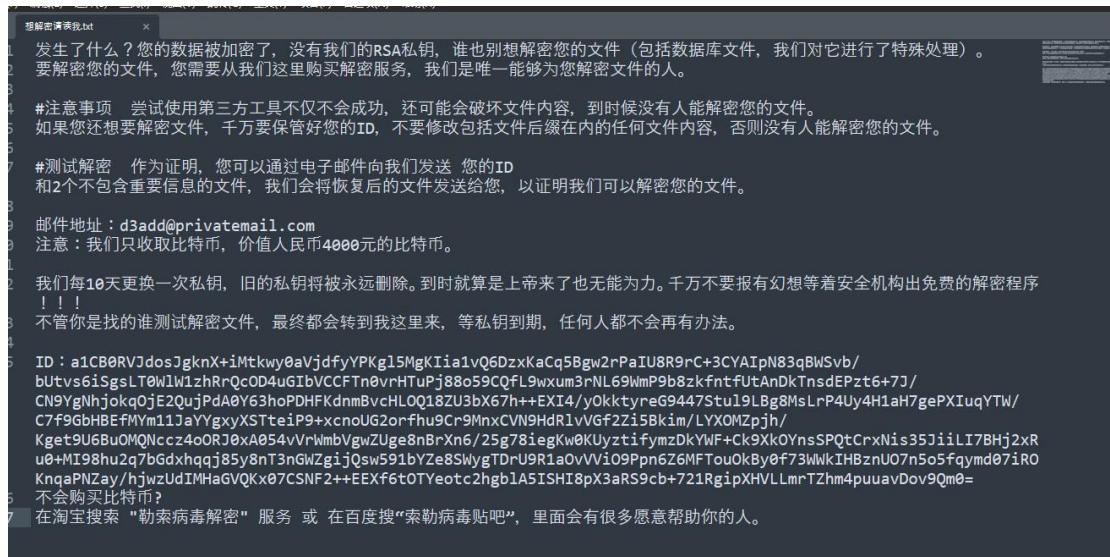 想解密请读我.txt
发生了什么？您的数据被加密了，没有我们的RSA私钥，谁也别想解密您的文件（包括数据库文件，我们对它进行了特殊处理）。
要解密您的文件，您需要从我们这里购买解密服务，我们是唯一能够为您解密文件的人。
#注意事项  尝试使用第三方工具不仅不会成功，还可能会破坏文件内容，到时候没有人能解密您的文件。
如果您还想要解密文件，千万要保管好您的ID，不要修改包括文件后缀在内的任何文件内容，否则没有人能解密您的文件。
#测试解密  作为证明，您可以通过电子邮件向我们发送 您的ID
和2个不包含重要信息的文件，我们会将恢复后的文件发送给您，以证明我们可以解密您的文件。
邮件地址：d3add@privatemail.com
注意：我们只收取比特币，价值人民币4000元的比特币。
我们每10天更换一次私钥，旧的私钥将被永远删除。到时就算是上帝来了也无能为力。千万不要报有幻想等着安全机构出免费的解密程序
！！！
不管你是找的谁测试解密文件，最终都会转到我这里来，等私钥到期，任何人都不会再有办法。
ID：a1CB0RVJdosJgknX+iMtkwy0aVjdfyYPKgl5MgKIia1vQ6DzxKaCq5Bgw2rPaIU8R9rC+3CYAIpN83qBWSvb/
bUtvs6iSgsLT0WlW1zhRrQcOD4uGIbVCCFTn0vrHTuPj88o59CQfL9wxum3rNL69WmP9b8zkfntfUtAnDkTnsdEPzt6+7J/
CN9YgNhjokqOjE2QujPdA0Y63hoPDHFKdnmBvcHLOQ18ZU3bX67h++EXI4/yOkktyreG9447Stul9LBg8MsLrP4Uy4H1aH7gePXIuqYTW/
C7f9GbHBEfMYm11JaYYgxyXSTteiP9+xcnoUG2orfhu9Cr9MnxCVN9HdRlvVGf2Zi5Bkim/LYXOMZpjh/
Kget9U6BuOMQNccz4oORJ0xA054vVrWmbVgwZUge8nBrXn6/25g78iegKw0KUyztifymzDkYWF+Ck9XkOYnsSPQtCrxNis35JiiLI7BHj2xR
u0+MI98hu2q7bGdxhqqj85y8nT3nGWZgijQsw591bYZe8SWygTDrU9R1aOvVViO9Ppn6Z6MFTouOkBy0f73WWkIHBznUO7n5o5fqymd07iRO
KnqaPNZay/hjwzUdIMHaGVQKx07CSNF2++EEXf6tOTYeotc2hgblA5ISHI8pX3aRS9cb+721RgipXHVLLmrTZhm4puuavDov9Qm0=
不会购买比特币?
在淘宝搜索 "勒索病毒解密" 服务 或 在百度搜“索勒病毒贴吧”，里面会有很多愿意帮助你的人。